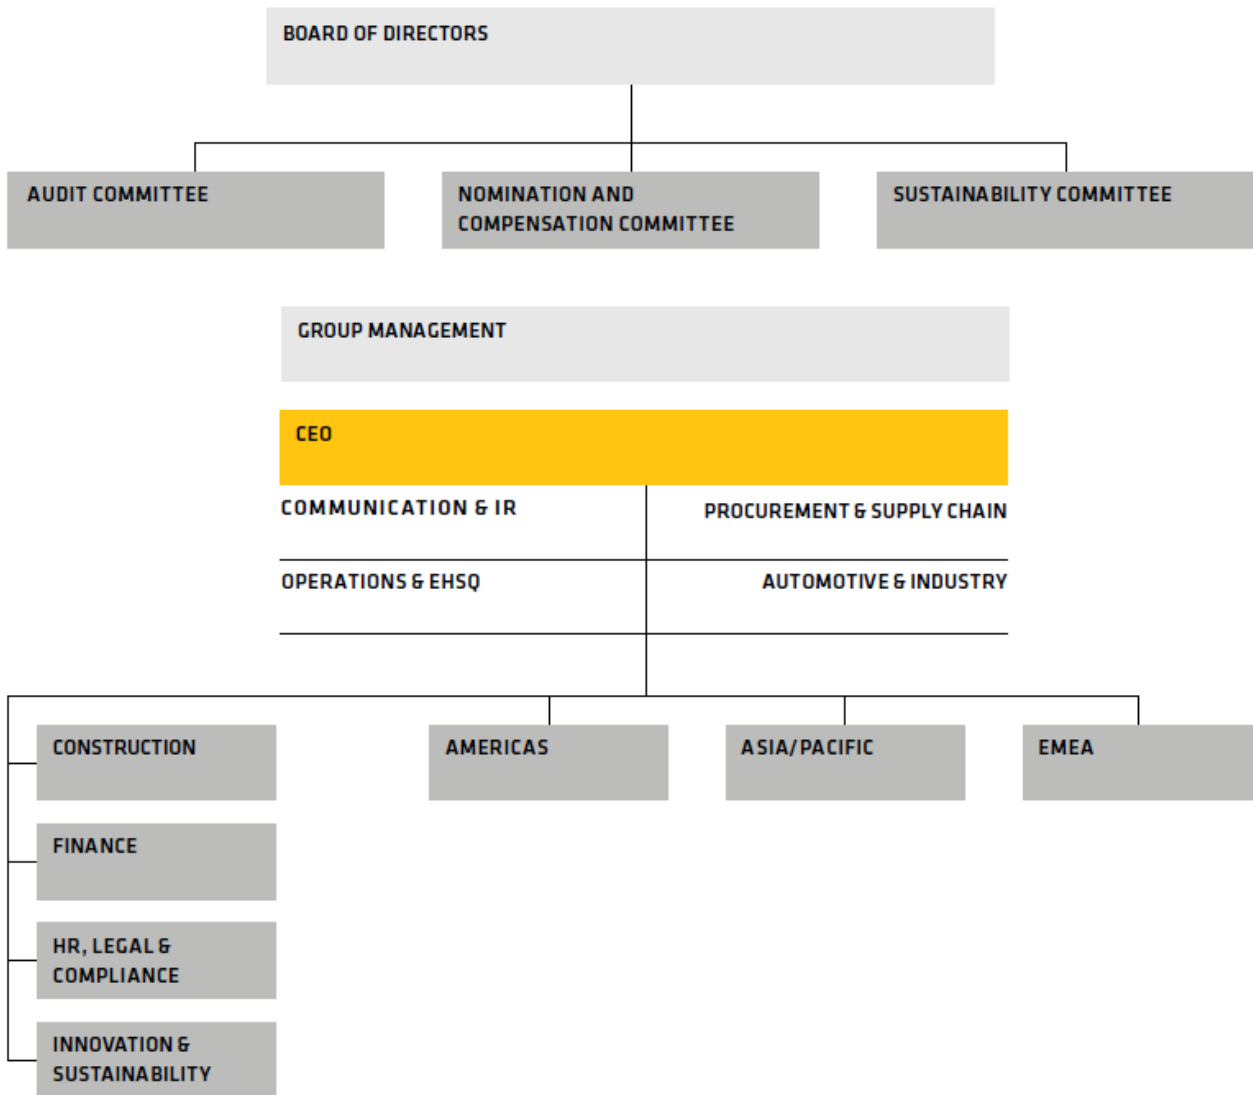 BOARD OF DIRECTORS
AUDIT COMMITTEE
NOMINATION AND
COMPENSATION COMMITTEE
SUSTAINABILITY COMMITTEE
GROUP MANAGEMENT
CEO
COMMUNICATION & IR
PROCUREMENT & SUPPLY CHAIN
OPERATIONS & EHSQ
AUTOMOTIVE & INDUSTRY
CONSTRUCTION
AMERICAS
ASIA/PACIFIC
EMEA
FINANCE
HR, LEGAL &
COMPLIANCE
INNOVATION &
SUSTAINABILITY